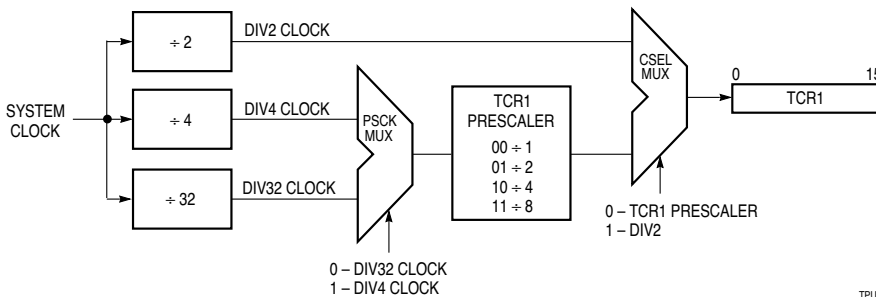 ÷ 2
DIV2 CLOCK
CSEL
MUX
0
15
TCR1
SYSTEM
CLOCK
÷ 4
DIV4 CLOCK
PSCK
MUX
TCR1
PRESCALER
00 ÷ 1
01 ÷ 2
10 ÷ 4
11 ÷ 8
÷ 32
DIV32 CLOCK
0 – TCR1 PRESCALER
1 – DIV2
0 – DIV32 CLOCK
1 – DIV4 CLOCK
TPU